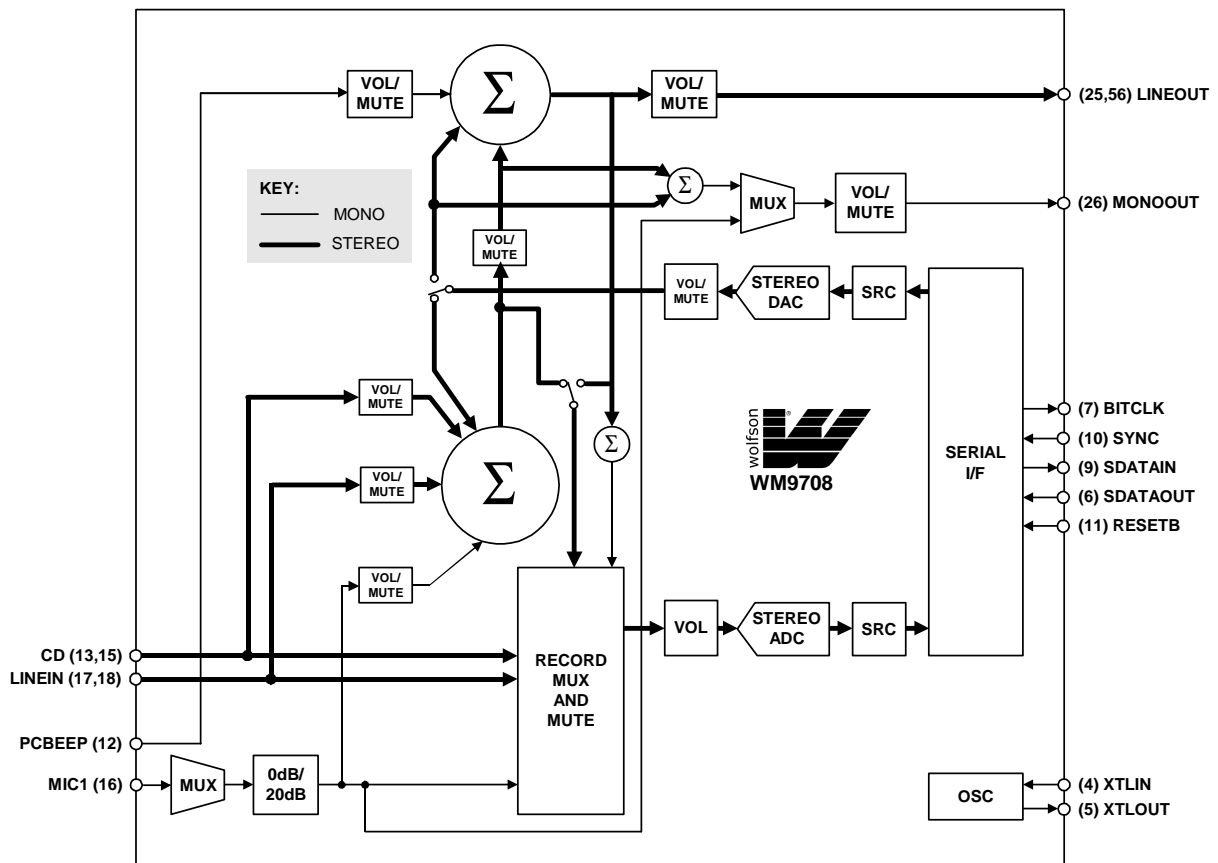 VOL/
MUTE
Σ
VOL/
MUTE
(25,56) LINEOUT
KEY:
MONO
STEREO
Σ
MUX
VOL/
MUTE
(26) MONOOUT
VOL/
MUTE
VOL/
MUTE
STEREO
DAC
SRC
VOL/
MUTE
Σ
VOL/
MUTE
Σ
wolfson
®
WM9708
SERIAL
I/F
(7) BITCLK
(10) SYNC
(9) SDATAIN
(6) SDATAOUT
(11) RESETB
VOL/
MUTE
RECORD
MUX
AND
MUTE
VOL
STEREO
ADC
SRC
CD (13,15)
LINEIN (17,18)
PCBEEP (12)
MIC1 (16)
MUX
0dB/
20dB
OSC
(4) XTLIN
(5) XTLOUT